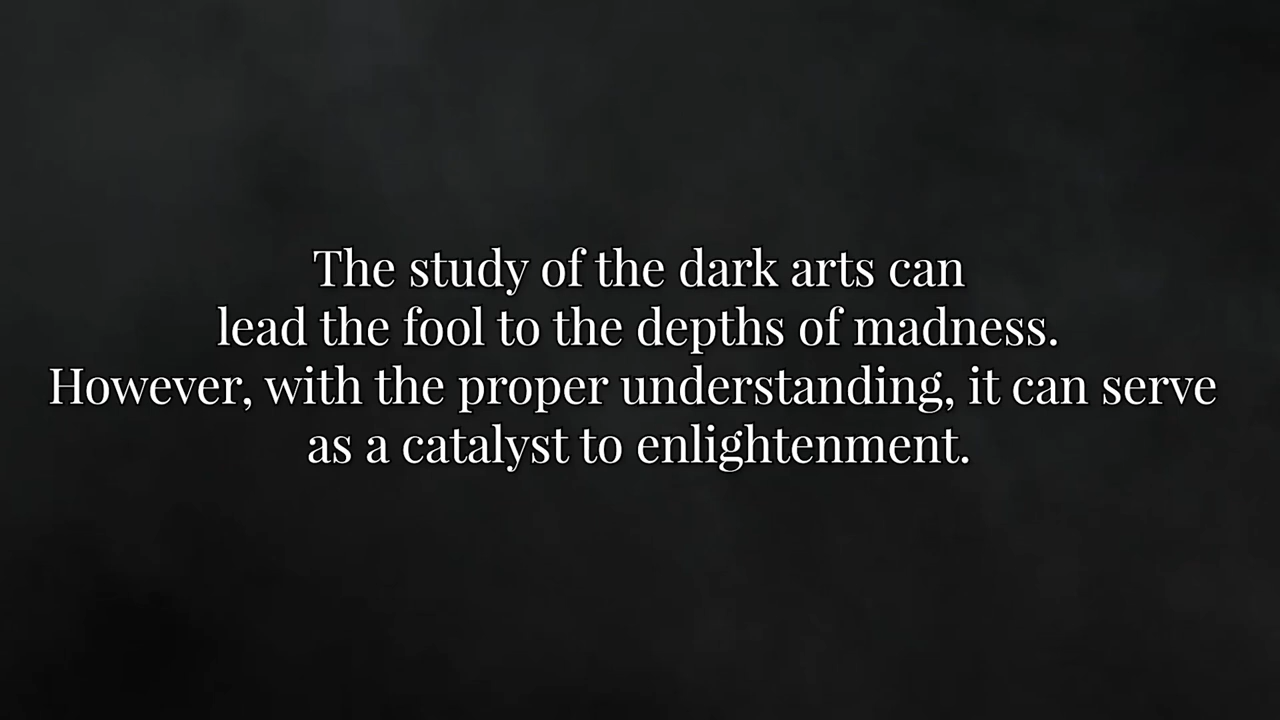 The study of the dark arts can
lead the fool to the depths of madness.
However, with the proper understanding, it can serve
as a catalyst to enlightenment.